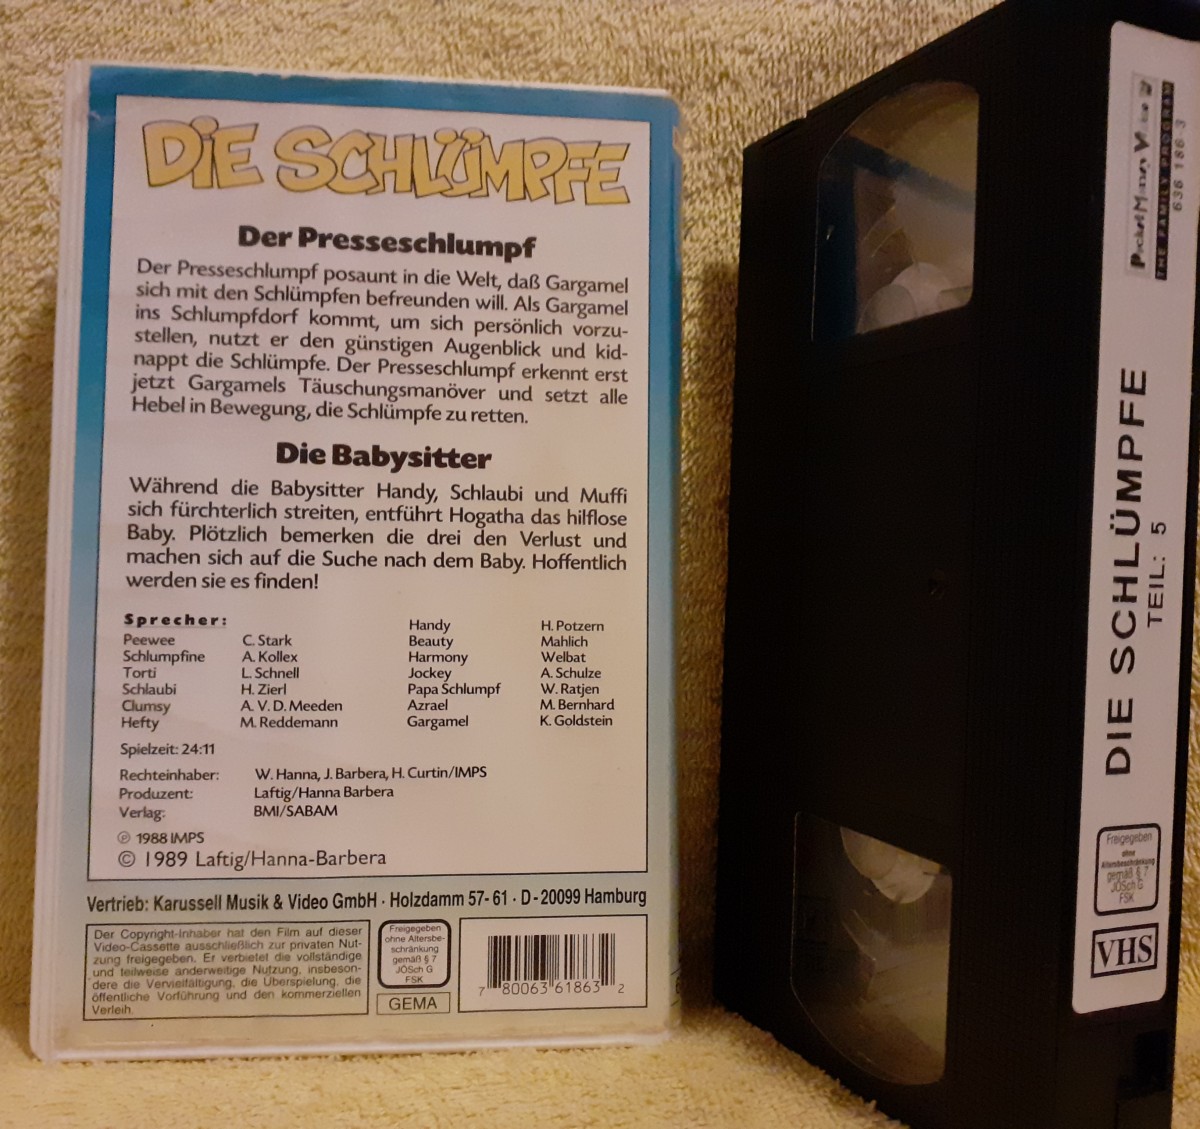 DIE SCHLÜMPFE
Der Presseschlumpf
Der Presseschlumpf posaunt in die Welt, daß Gargamel
sich mit den Schlümpfen befreunden will. Als Gargamel
ins Schlumpfdorf kommt, um sich persönlich vorzu-
stellen, nutzt er den günstigen Augenblick und kid-
nappt die Schlümpfe. Der Presseschlumpf erkennt erst
jetzt Gargamels Täuschungsmanöver und setzt alle
Hebel in Bewegung, die Schlümpfe zu retten.
Die Babysitter
Während die Babysitter Handy, Schlaubi und Muffi
sich fürchterlich streiten, entführt Hogatha das hilflose
Baby. Plötzlich bemerken die drei den Verlust und
machen sich auf die Suche nach dem Baby. Hoffentlich
werden sie es finden!
Sprecher:
Peewee C. Stark
Schlumpfine A. Kollex
Torti L. Schnell
Schlaubi H. Zierl
Clumsy A. V. D. Meeden
Hefty M. Reddemann
Handy H. Potzern
Beauty Mahlich
Harmony Welbat
Jockey A. Schulze
Papa Schlumpf W. Ratjen
Azrael M. Bernhard
Gargamel K. Goldstein
Spielzeit: 24:11
Rechteinhaber: W. Hanna, J. Barbera, H. Curtin/IMPS
Produzent: Laftig/Hanna Barbera
Verlag: BMI/SABAM
℗ 1988 IMPS
© 1989 Laftig/Hanna-Barbera
Vertrieb: Karussell Musik & Video GmbH · Holzdamm 57-61 · D-20099 Hamburg
Der Copyright-Inhaber hat den Film auf dieser
Video-Cassette ausschließlich zur privaten Nut-
zung freigegeben. Er verbietet die vollständige
und teilweise anderweitige Nutzung, insbeson-
dere die Vervielfältigung, die Überspielung, die
öffentliche Vorführung und den kommerziellen
Verleih.
Freigegeben
ohne Altersbe-
schränkung
gemäß § 7
JÖSchG
FSK
GEMA
7 80063 61863 2
Pocket Money Video
THE FAMILY PROGRAM
636 186-3
DIE SCHLÜMPFE
TEIL: 5
Freigegeben
ohne
Altersbeschränkung
gemäß § 7
JÖSchG
FSK
VHS